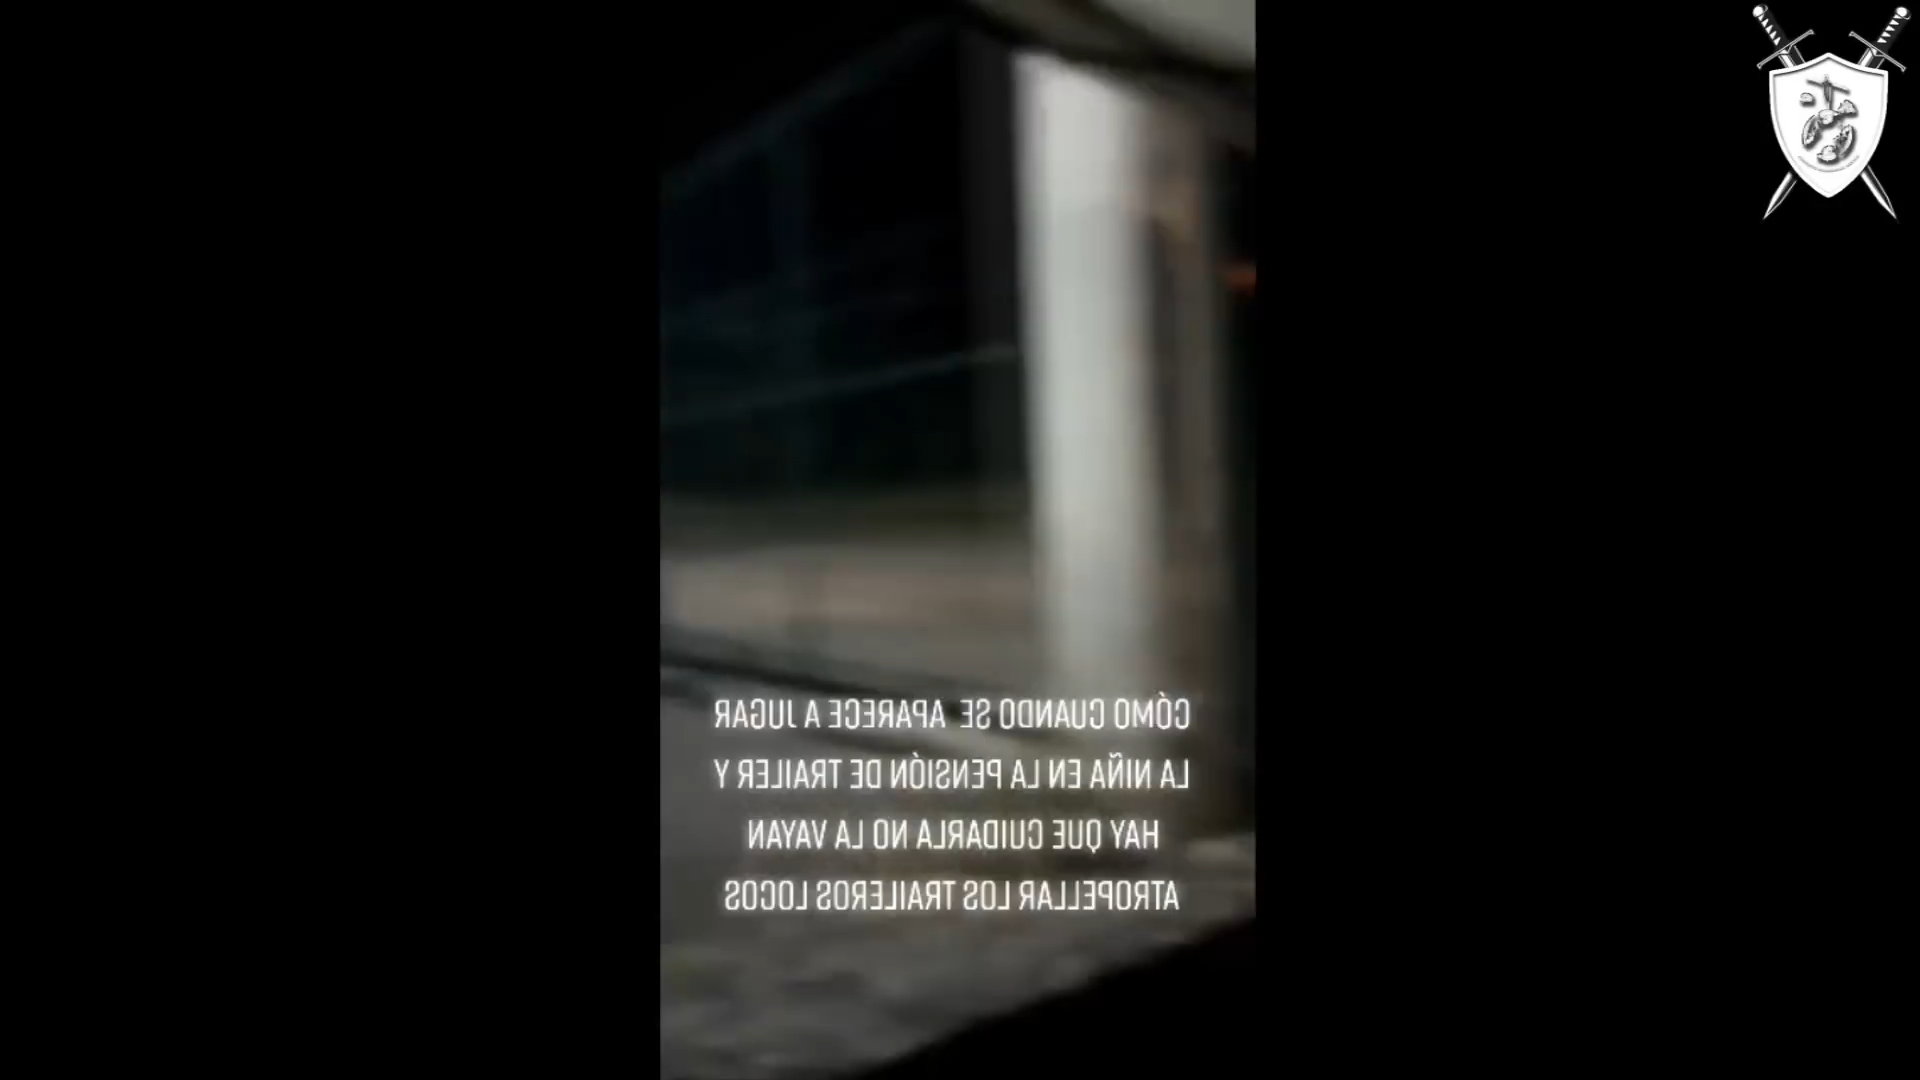 CÓMO CUANDO SE APARECE A JUGAR
LA NIÑA EN LA PENSIÓN DE TRAILER Y
HAY QUE CUIDARLA NO LA VAYAN
ATROPELLAR LOS TRAILEROS LOCOS